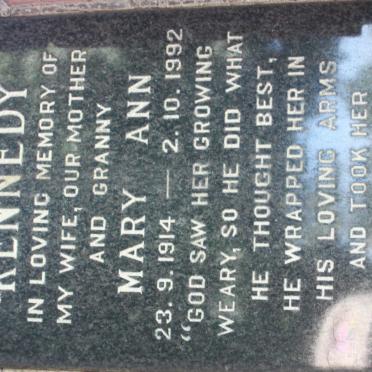 KENNEDY
IN LOVING MEMORY OF
MY WIFE, OUR MOTHER
AND GRANNY
MARY ANN
23. 9. 1914 — 2. 10. 1992
“GOD SAW HER GROWING
WEARY, SO HE DID WHAT
HE THOUGHT BEST,
HE WRAPPED HER IN
HIS LOVING ARMS
AND TOOK HER